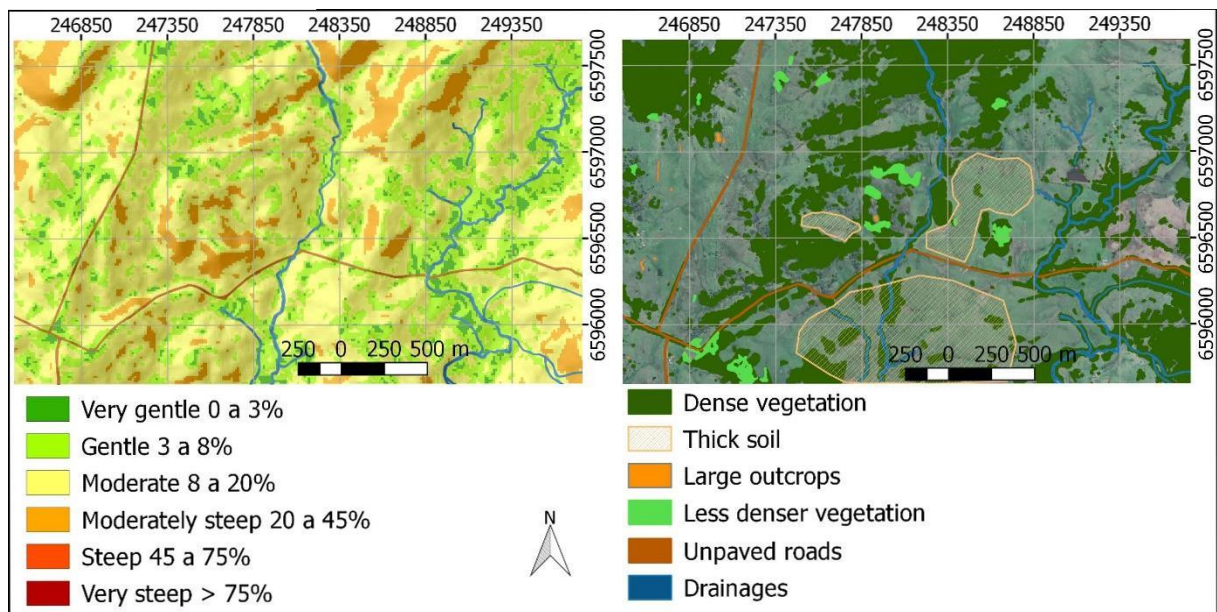 246850 247350 247850 248350 248850 249350
247350 247850 248350 248850 249350
6597500
6597000
6596500
6596000
6597500
6597000
6596500
6596000
250 0 250 500 m
250 0 250 500 m
Very gentle 0 a 3%
Gentle 3 a 8%
Moderate 8 a 20%
Moderately steep 20 a 45%
Steep 45 a 75%
Very steep > 75%
N
Dense vegetation
Thick soil
Large outcrops
Less denser vegetation
Unpaved roads
Drainages